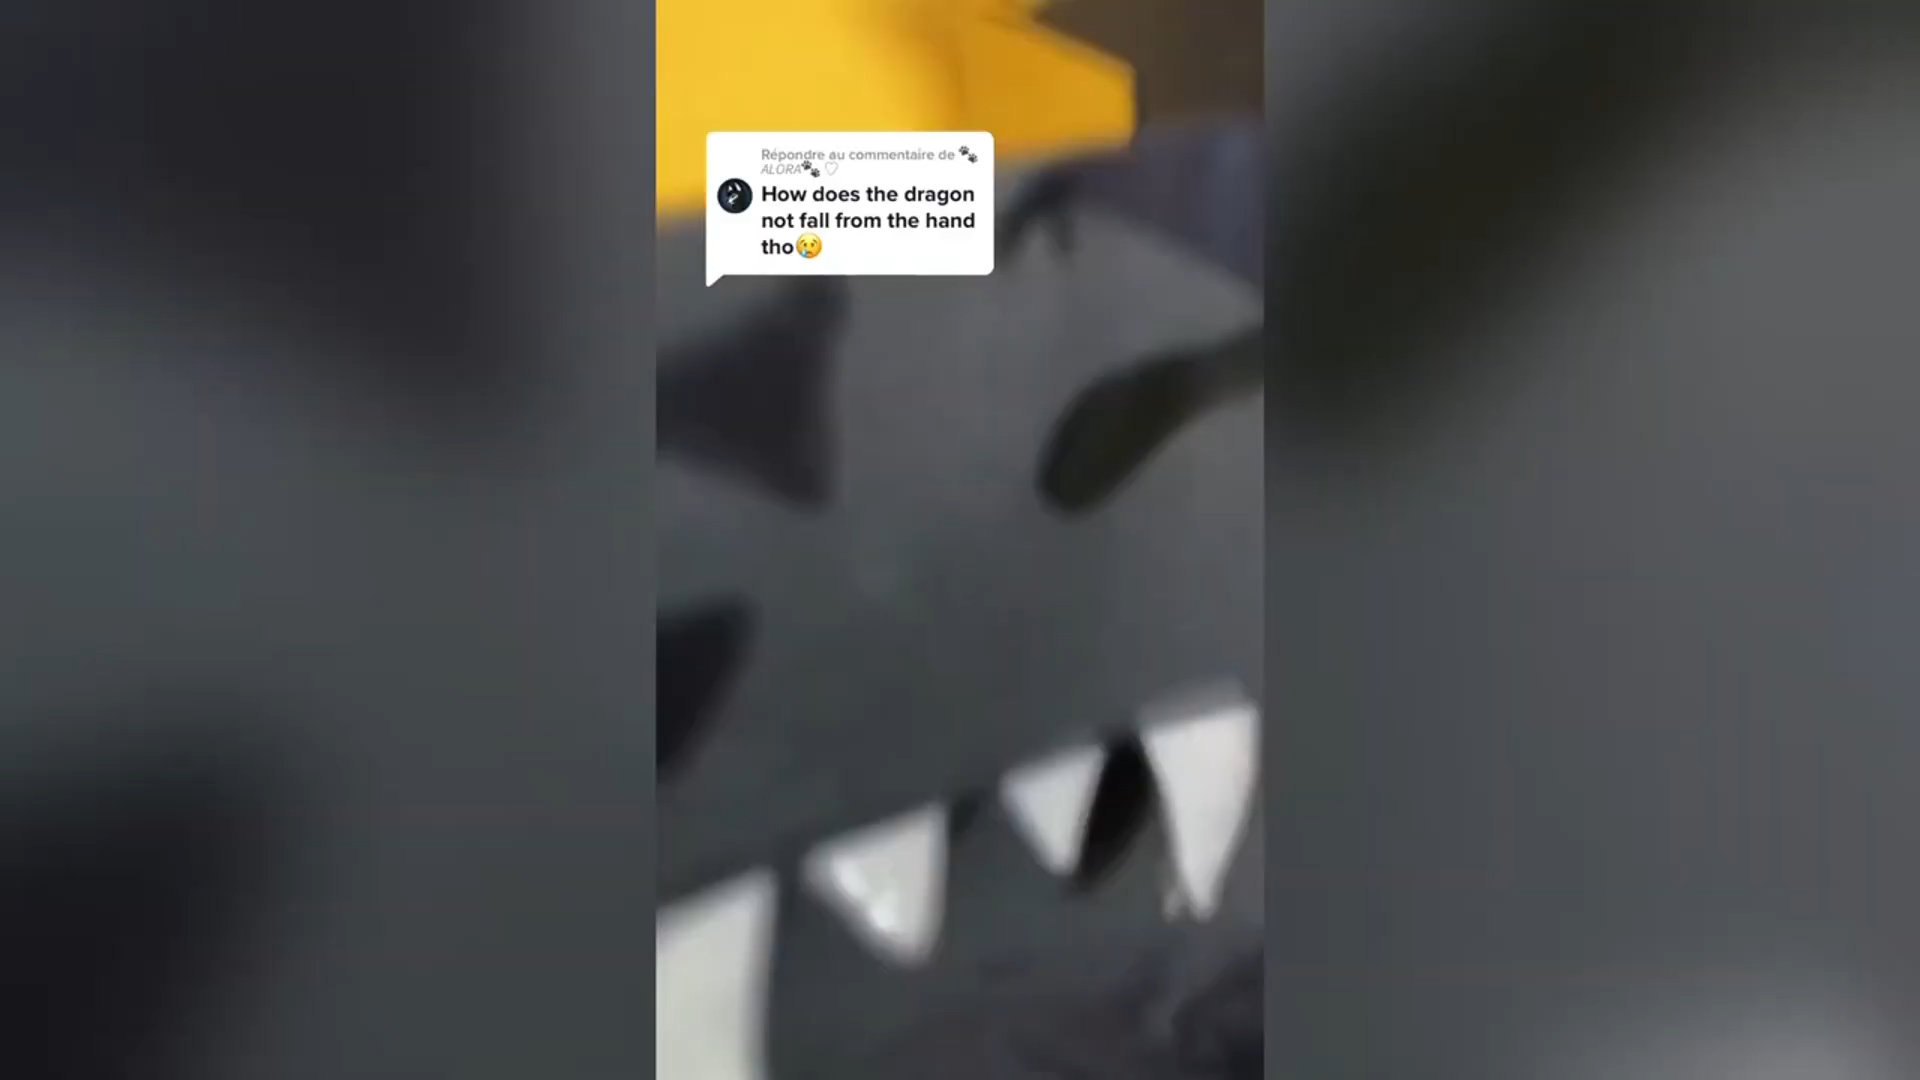 Répondre au commentaire de 🐾
ALORA🐾 ♡
How does the dragon
not fall from the hand
tho😢